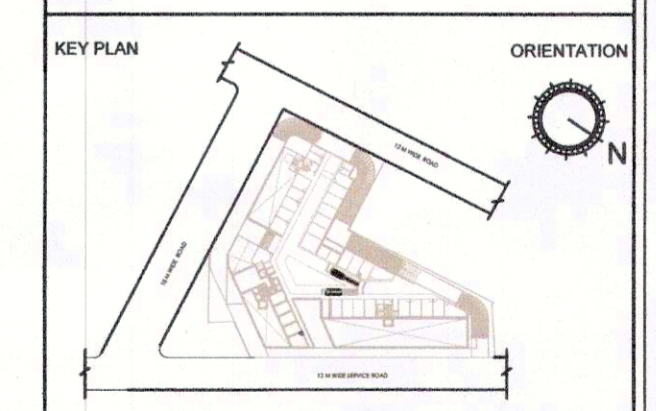 KEY PLAN
ORIENTATION
N
12 M WIDE ROAD
18 M WIDE ROAD
12 M WIDE SERVICE ROAD